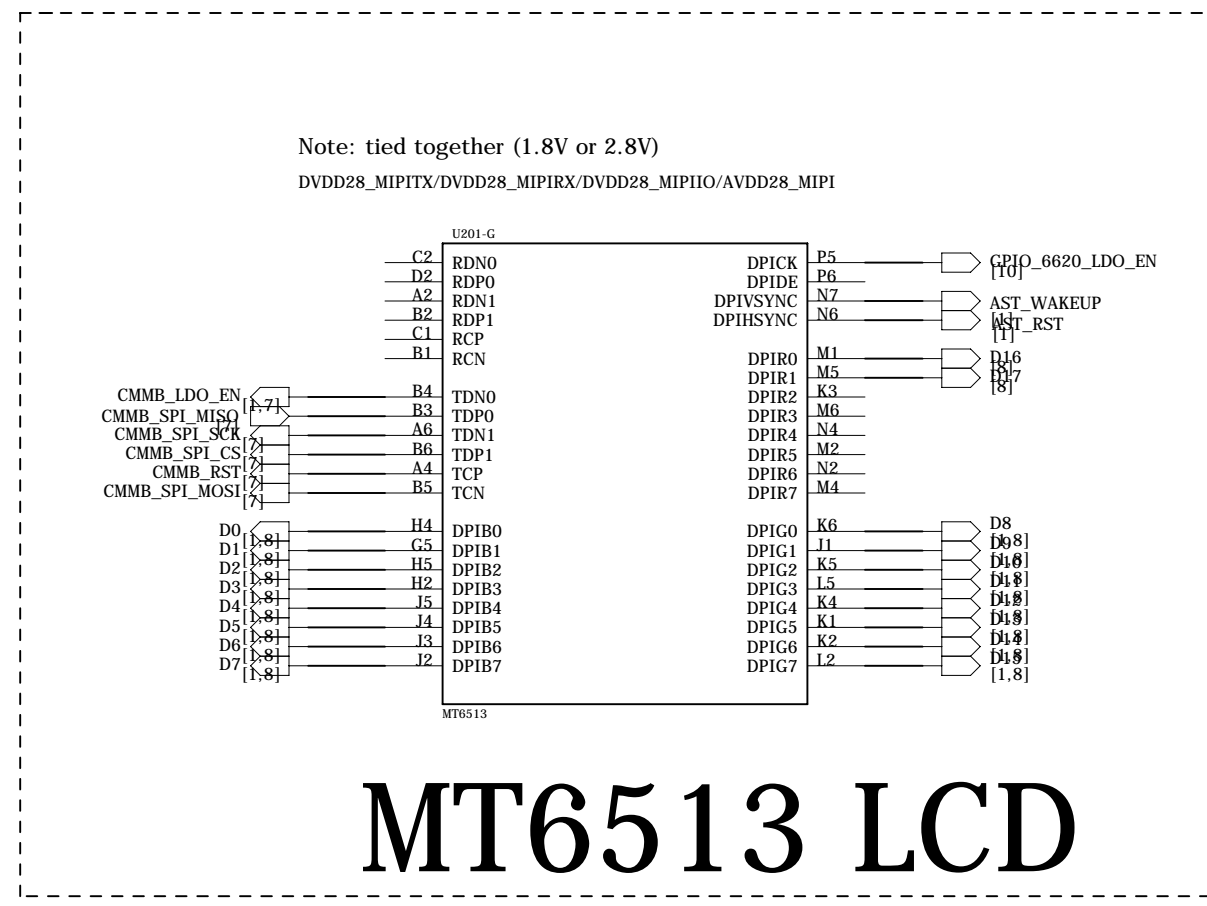 Note: tied together (1.8V or 2.8V)
DVDD28_MIPITX/DVDD28_MIPIRX/DVDD28_MIPIIO/AVDD28_MIPI
U201-G
C2 RDN0 DPICK P5 GPIO_6620_LDO_EN
[10]
D2 RDP0 DPIDE P6
A2 RDN1 DPIVSYNC N7 AST_WAKEUP
[1]
B2 RDP1 DPIHSYNC N6 AST_RST
[1]
C1 RCP
B1 RCN DPIR0 M1 D16
[8]
DPIR1 M5 D17
[8]
CMMB_LDO_EN B4 TDN0 DPIR2 K3
[1,7]
CMMB_SPI_MISO B3 TDP0 DPIR3 M6
[7]
CMMB_SPI_SCK A6 TDN1 DPIR4 N4
[7]
CMMB_SPI_CS B6 TDP1 DPIR5 M2
[7]
CMMB_RST A4 TCP DPIR6 N2
[7]
CMMB_SPI_MOSI B5 TCN DPIR7 M4
[7]
D0 H4 DPIB0 DPIG0 K6 D8
[1,8] [1,8]
D1 G5 DPIB1 DPIG1 J1 D9
[1,8] [1,8]
D2 H5 DPIB2 DPIG2 K5 D10
[1,8] [1,8]
D3 H2 DPIB3 DPIG3 L5 D11
[1,8] [1,8]
D4 J5 DPIB4 DPIG4 K4 D12
[1,8] [1,8]
D5 J4 DPIB5 DPIG5 K1 D13
[1,8] [1,8]
D6 J3 DPIB6 DPIG6 K2 D14
[1,8] [1,8]
D7 J2 DPIB7 DPIG7 L2 D15
[1,8] [1,8]
MT6513
MT6513 LCD